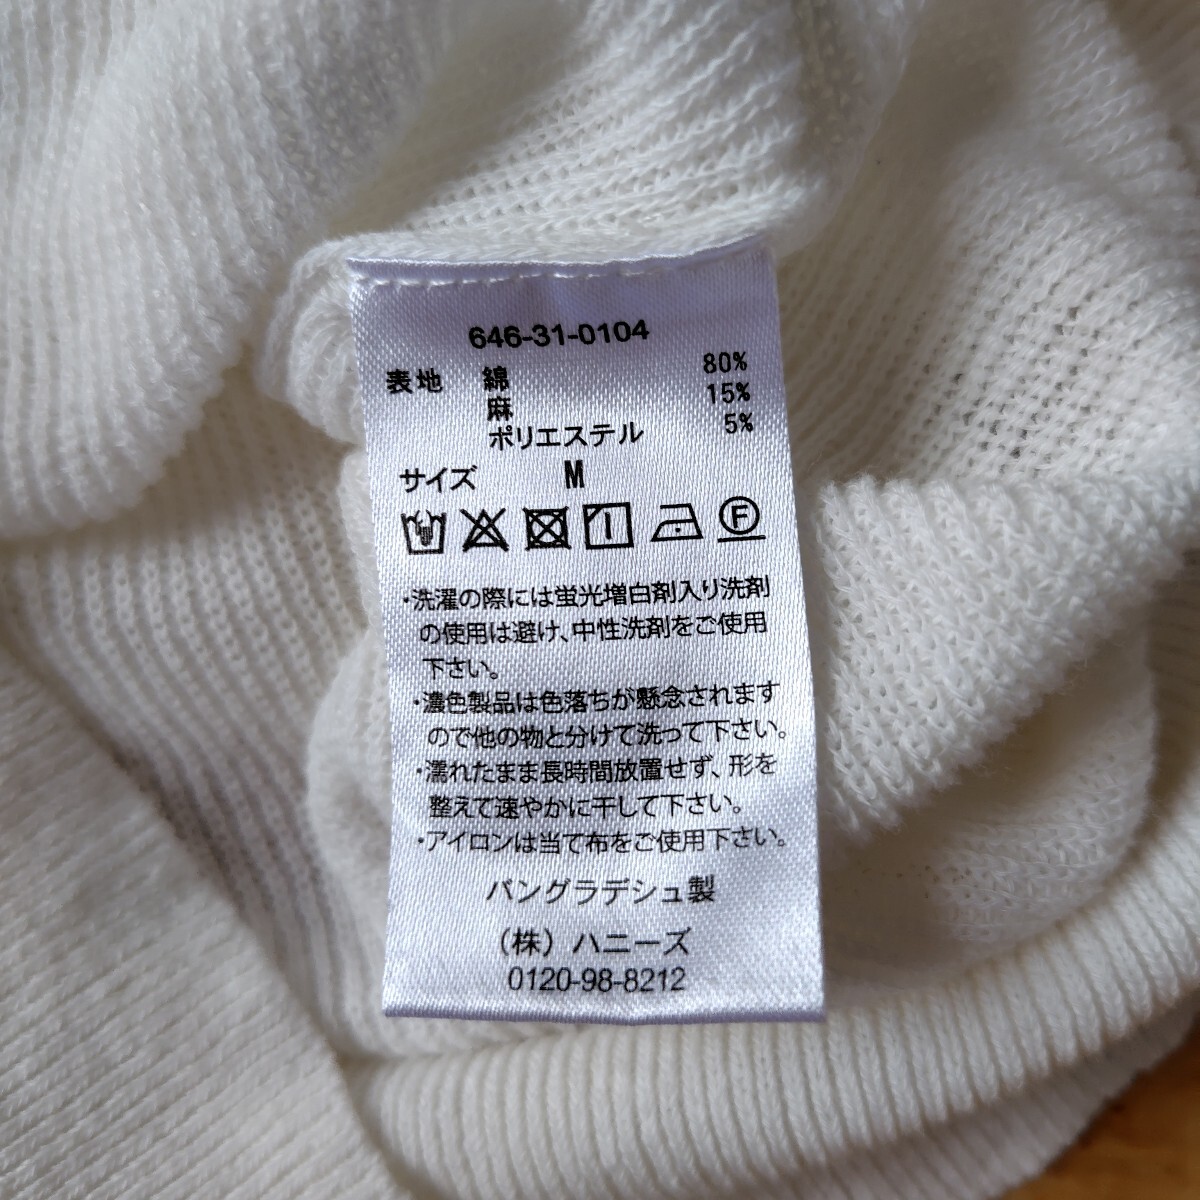 646-31-0104
表地 綿 80%
麻 15%
ポリエステル 5%
サイズ M
F
・洗濯の際には蛍光増白剤入り洗剤
の使用は避け、中性洗剤をご使用
下さい。
・濃色製品は色落ちが懸念されます
ので他の物と分けて洗って下さい。
・濡れたまま長時間放置せず、形を
整えて速やかに干して下さい。
・アイロンは当て布をご使用下さい。
バングラデシュ製
（株）ハニーズ
0120-98-8212